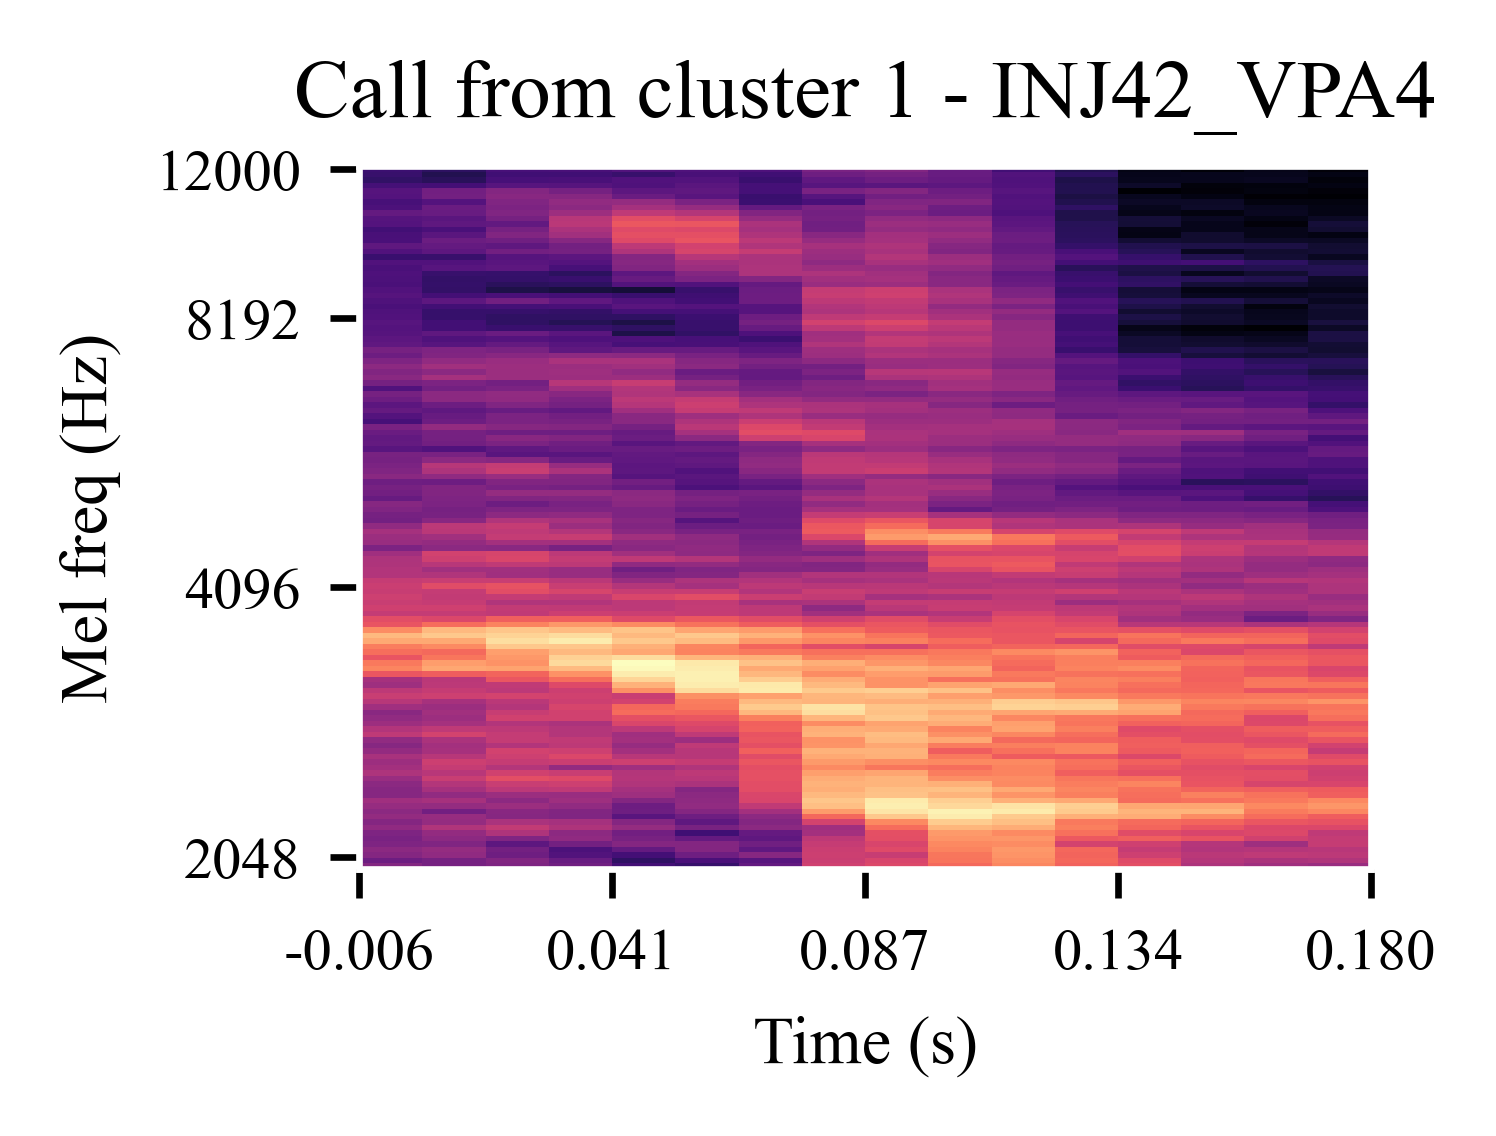 Call from cluster 1 - INJ42_VPA4
12000
8192
4096
2048
Mel freq (Hz)
-0.006 0.041 0.087 0.134 0.180
Time (s)